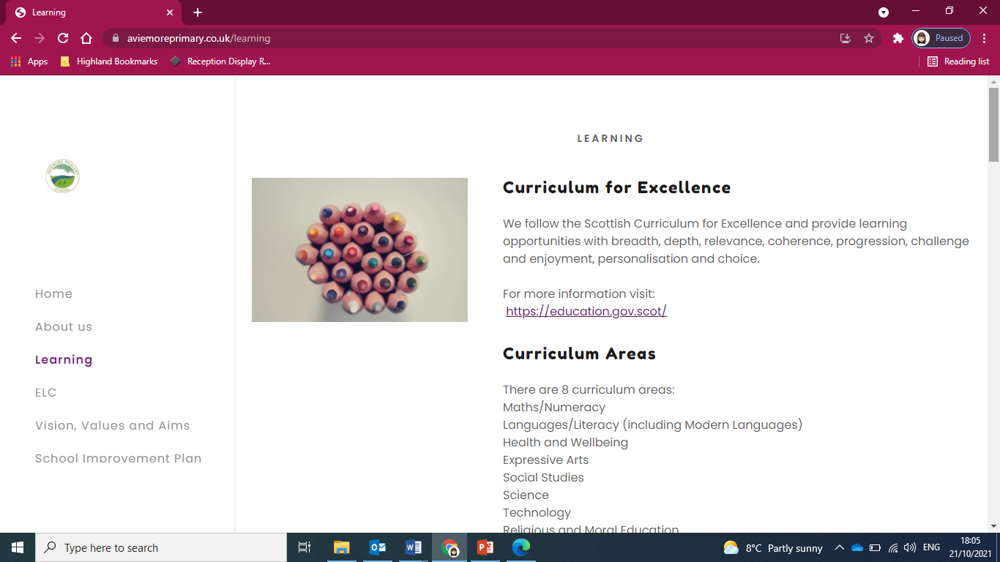 Learning
aviemoreprimary.co.uk/learning
Paused
Apps
Highland Bookmarks
Reception Display R...
Reading list
AVIEMORE PRIMARY
SCHOOL
Home
About us
Learning
ELC
Vision, Values and Aims
School Improvement Plan
LEARNING
Curriculum for Excellence
We follow the Scottish Curriculum for Excellence and provide learning
opportunities with breadth, depth, relevance, coherence, progression, challenge
and enjoyment, personalisation and choice.
For more information visit:
https://education.gov.scot/
Curriculum Areas
There are 8 curriculum areas:
Maths/Numeracy
Languages/Literacy (including Modern Languages)
Health and Wellbeing
Expressive Arts
Social Studies
Science
Technology
Religious and Moral Education
Type here to search
8°C Partly sunny
ENG
18:05
21/10/2021